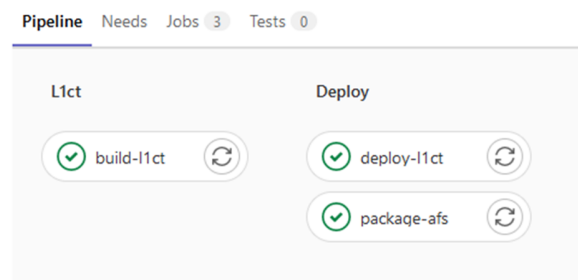 Pipeline Needs Jobs 3 Tests 0
L1ct Deploy
build-l1ct deploy-l1ct
package-afs